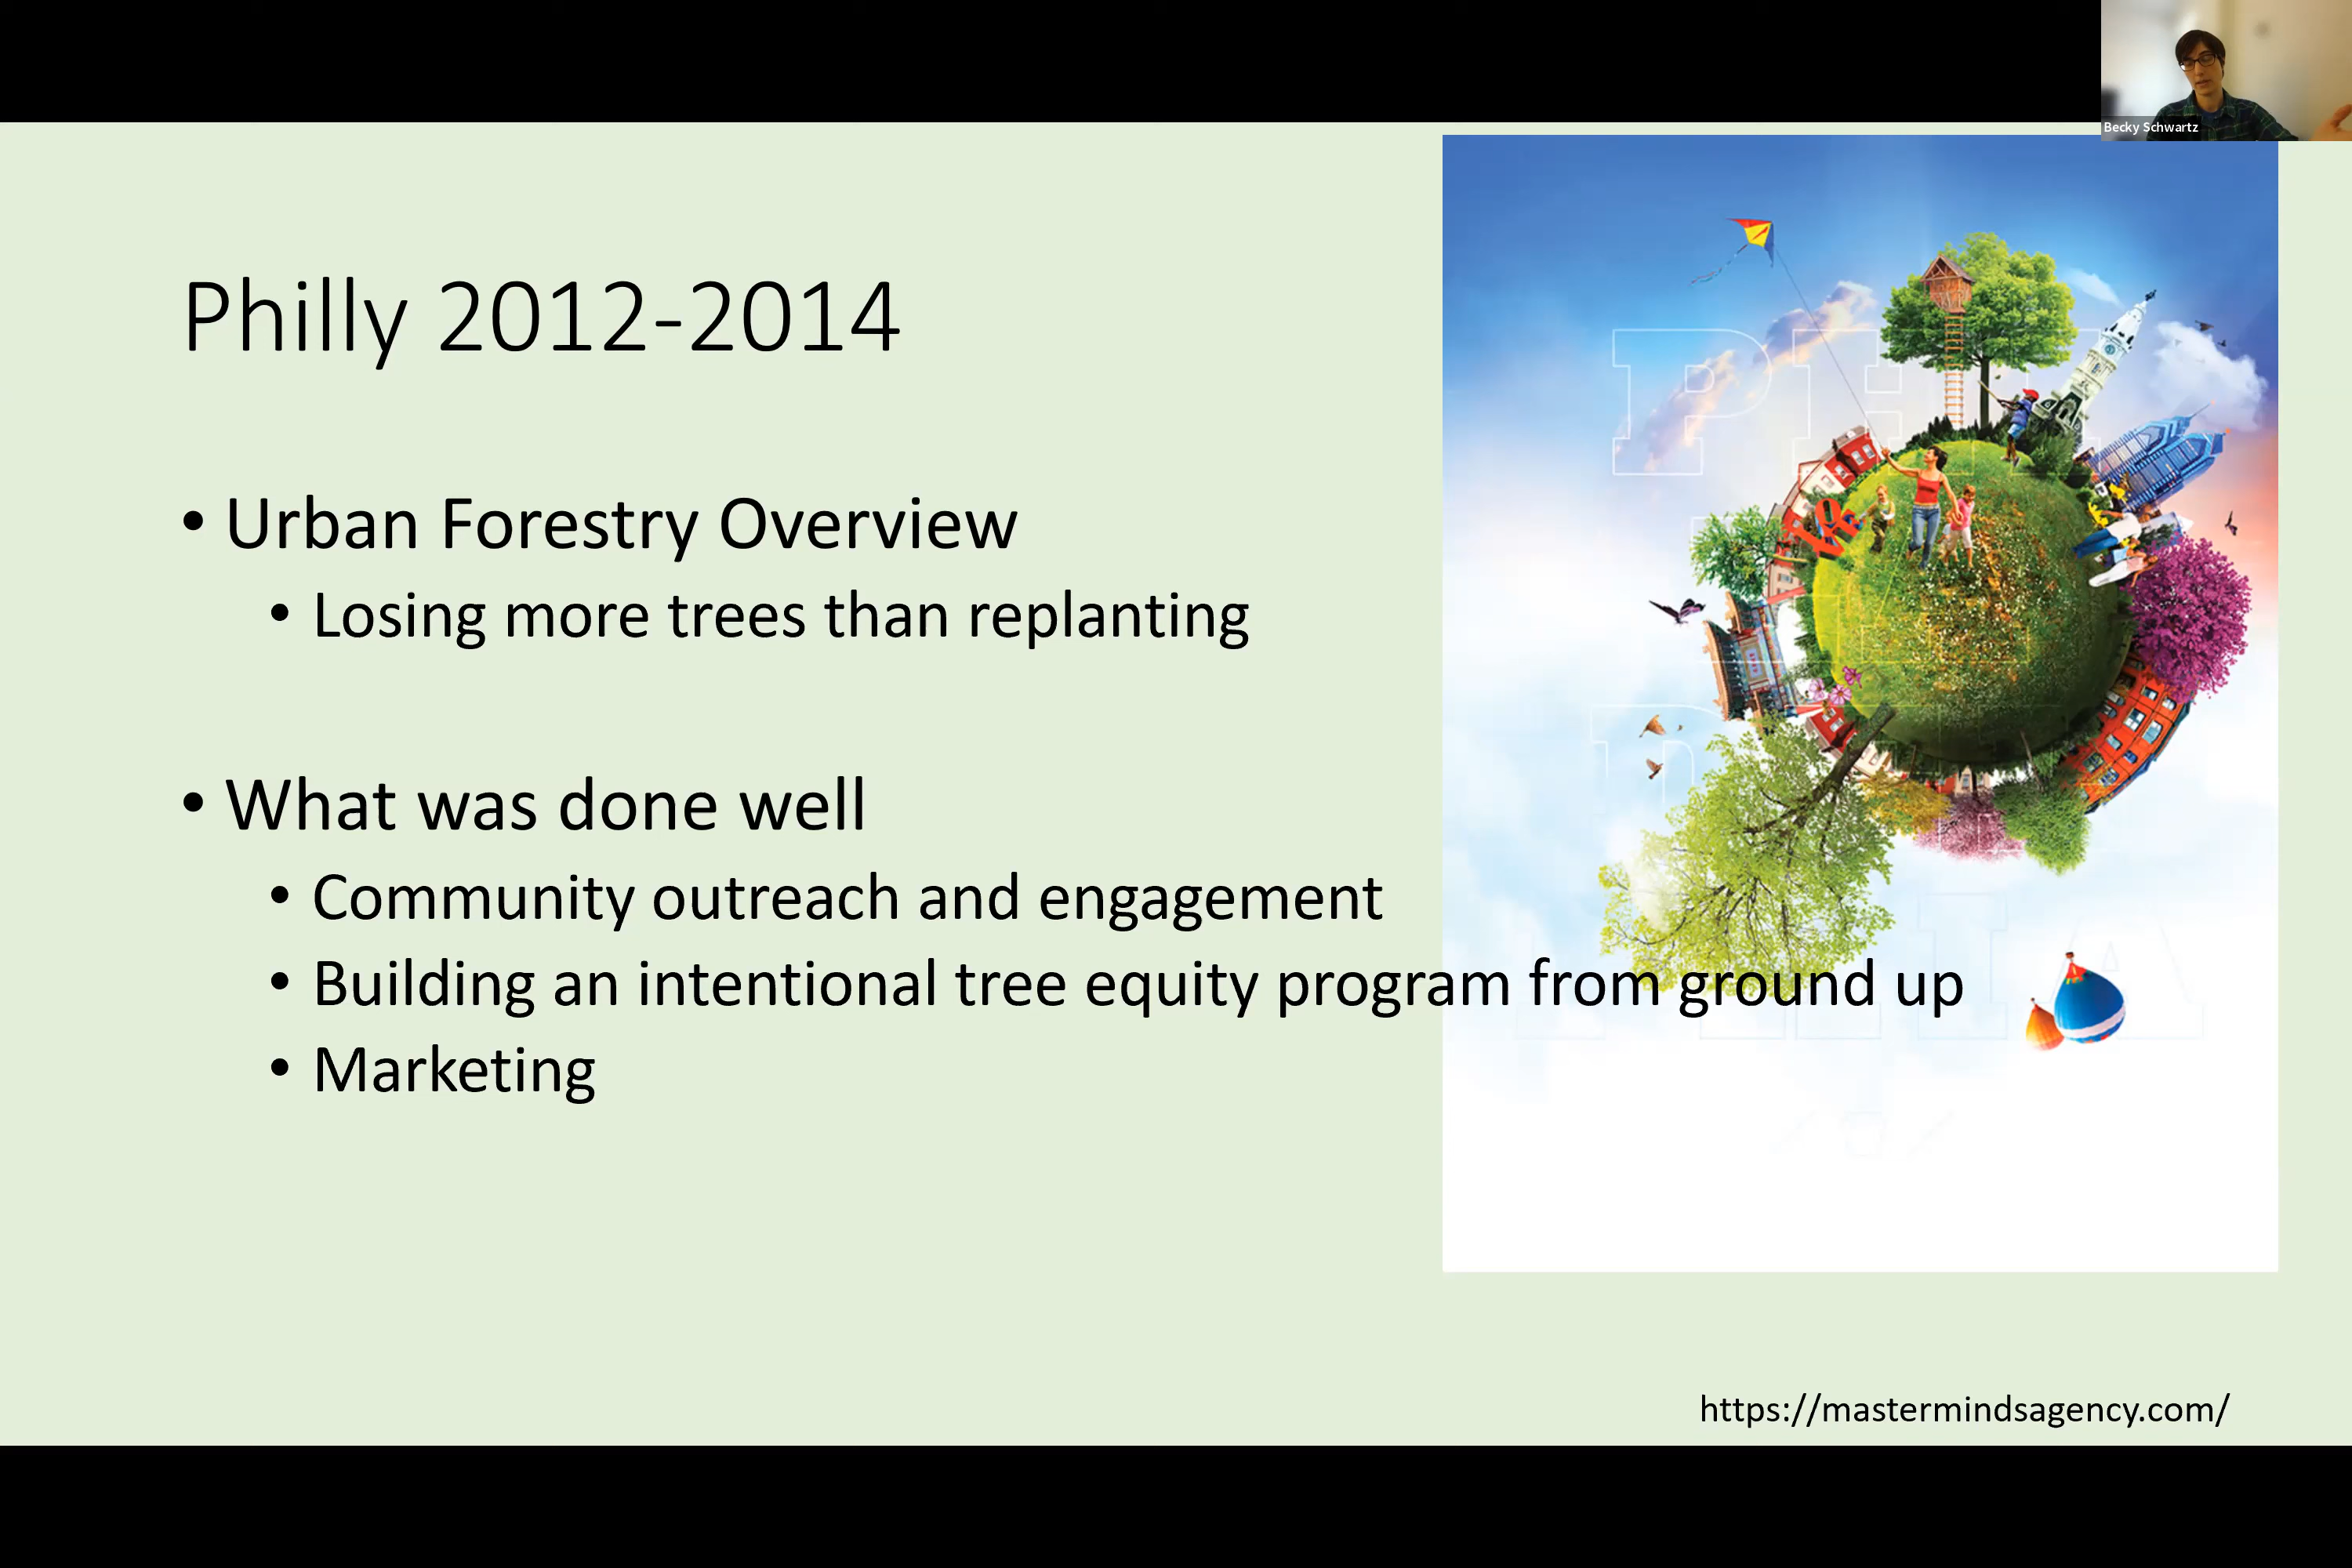 Becky Schwartz
Philly 2012-2014
• Urban Forestry Overview
• Losing more trees than replanting
• What was done well
• Community outreach and engagement
• Building an intentional tree equity program from ground up
• Marketing
https://mastermindsagency.com/